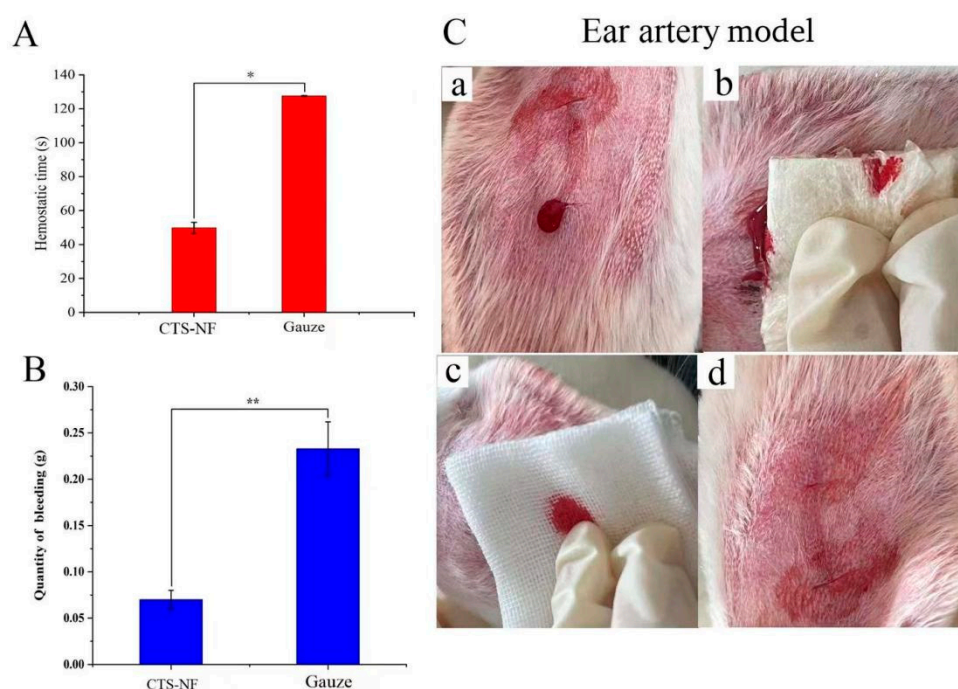 A
Hemostatic time (s)
140
120
100
80
60
40
20
0
*
CTS-NF
Gauze
B
Quantity of bleeding (g)
0.30
0.25
0.20
0.15
0.10
0.05
0.00
**
CTS-NF
Gauze
C
Ear artery model
a
b
c
d